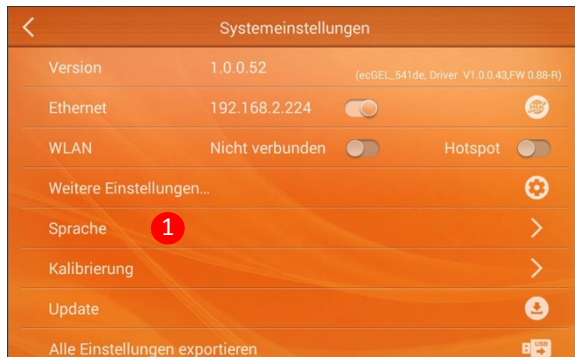 Systemeinstellungen
Version 1.0.0.52 (ecGEL_541de, Driver V1.0.0.43,FW 0.88-R)
Ethernet 192.168.2.224
WLAN Nicht verbunden Hotspot
Weitere Einstellungen...
Sprache 1
Kalibrierung
Update
Alle Einstellungen exportieren USB